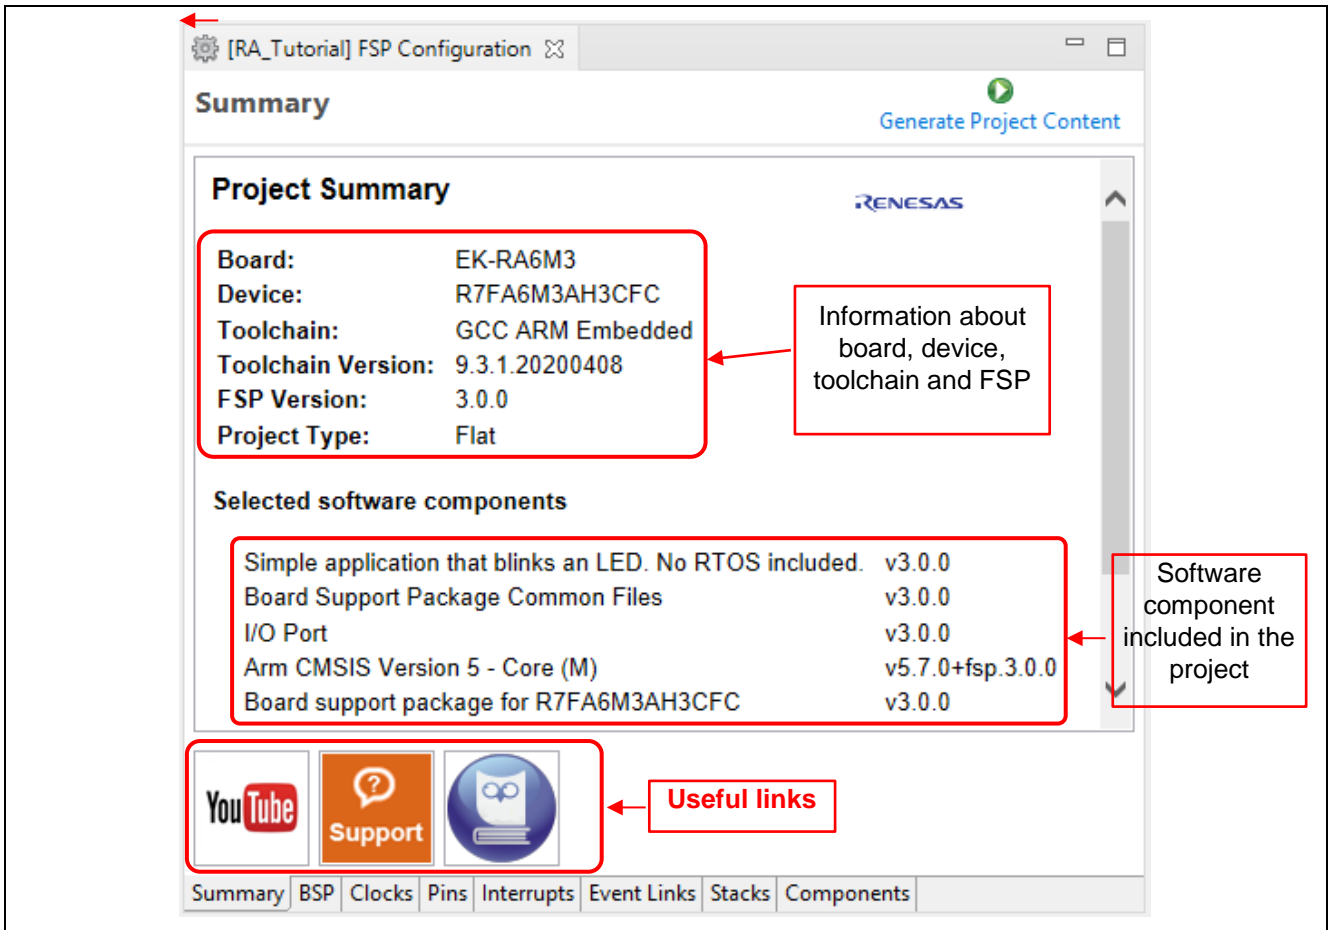 [RA_Tutorial] FSP Configuration
Summary
Generate Project Content
Project Summary
RENESAS
Board: EK-RA6M3
Device: R7FA6M3AH3CFC
Toolchain: GCC ARM Embedded
Toolchain Version: 9.3.1.20200408
FSP Version: 3.0.0
Project Type: Flat
Information about
board, device,
toolchain and FSP
Selected software components
Simple application that blinks an LED. No RTOS included. v3.0.0
Board Support Package Common Files v3.0.0
I/O Port v3.0.0
Arm CMSIS Version 5 - Core (M) v5.7.0+fsp.3.0.0
Board support package for R7FA6M3AH3CFC v3.0.0
Software
component
included in the
project
YouTube
Support
Useful links
Summary BSP Clocks Pins Interrupts Event Links Stacks Components